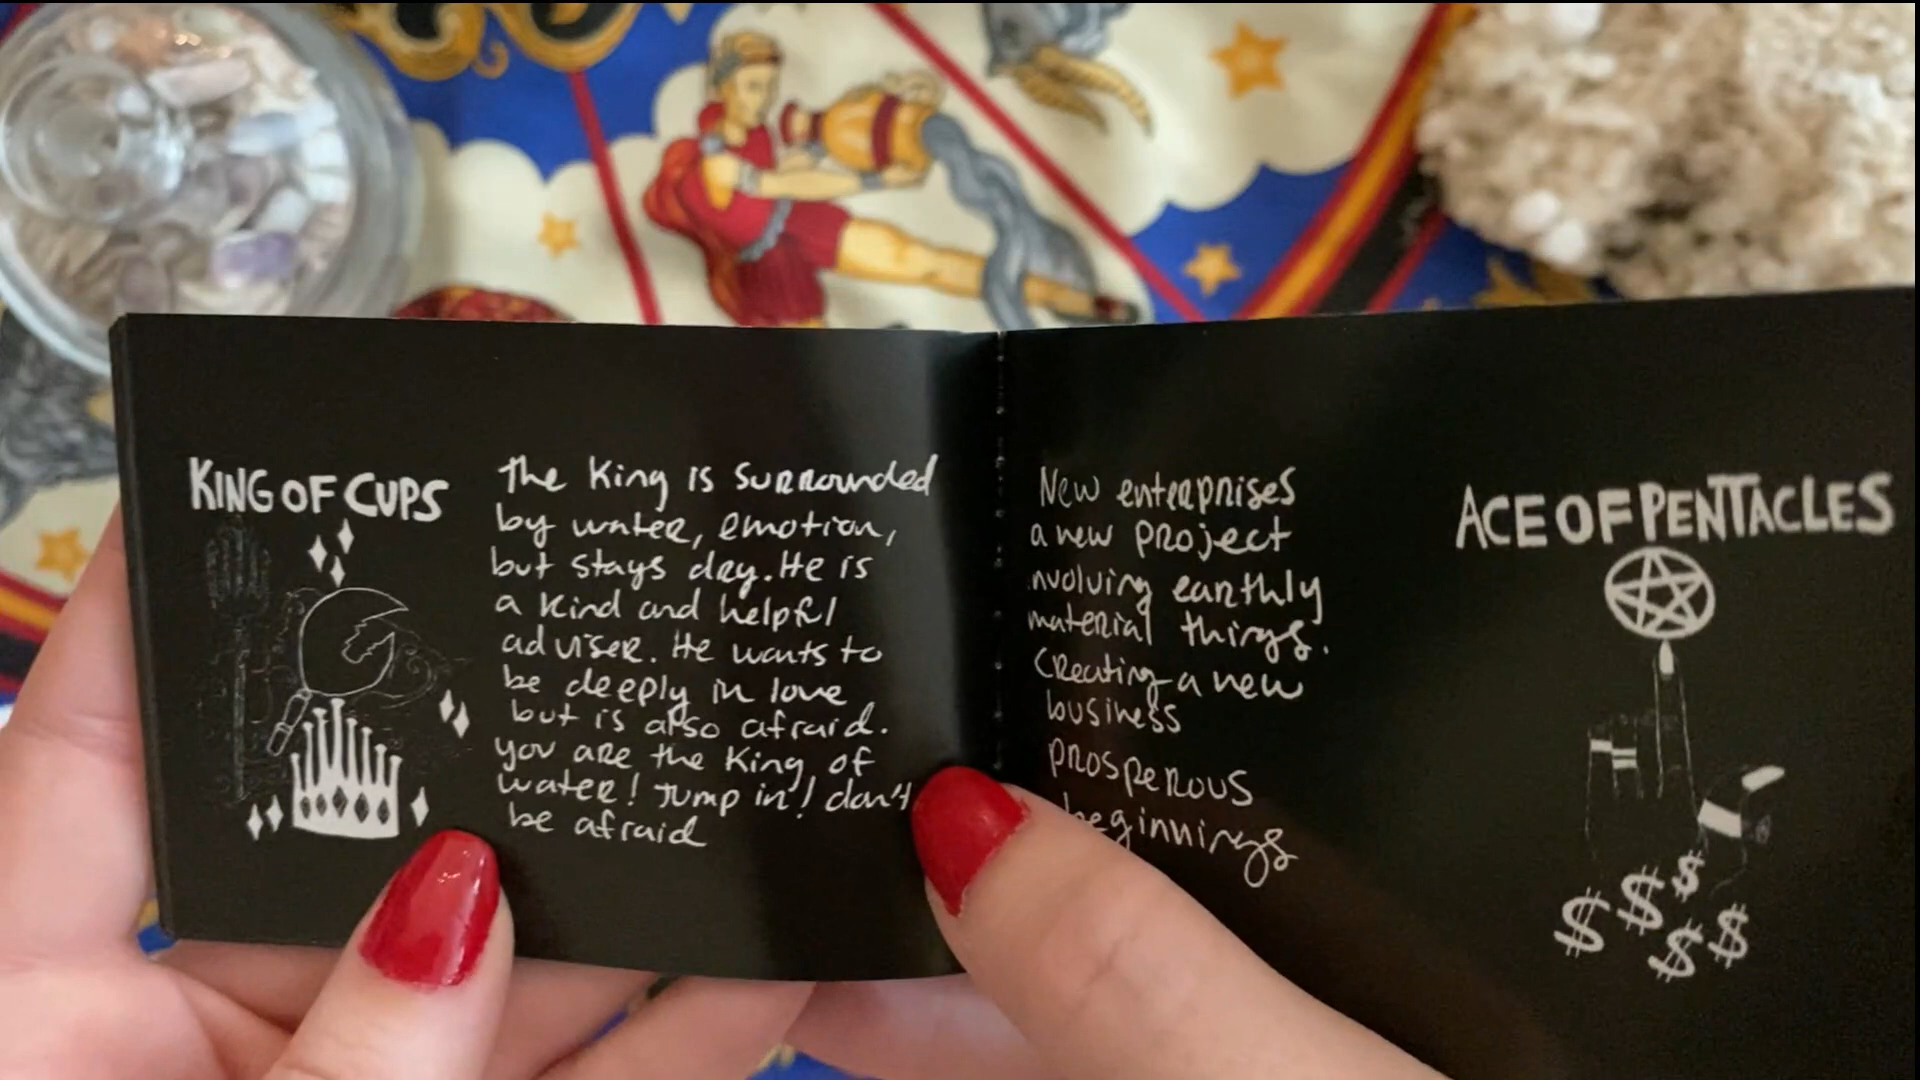 KING OF CUPS
The King is surrounded
by water, emotion,
but stays dry. He is
a kind and helpful
adviser. He wants to
be deeply in love
but is also afraid.
you are the King of
water! Jump in! don't
be afraid
New enterprises
a new project
nvolving earthly
material things.
Creating a new
business
prosperous
beginnings
ACE OF PENTTACLES
$ $ $ $ $